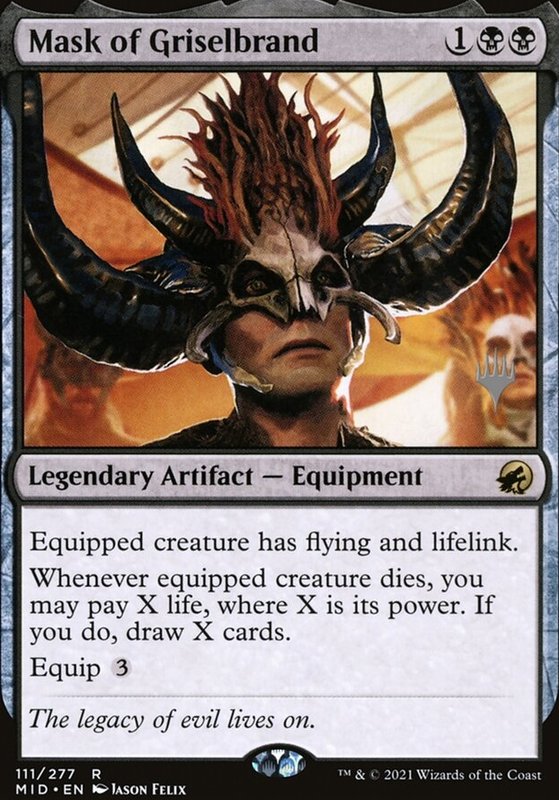 Mask of Griselbrand 1
Legendary Artifact — Equipment
Equipped creature has flying and lifelink.
Whenever equipped creature dies, you
may pay X life, where X is its power. If
you do, draw X cards.
Equip 3
The legacy of evil lives on.
111/277 R
MID • EN Jason Felix
™ & © 2021 Wizards of the Coast